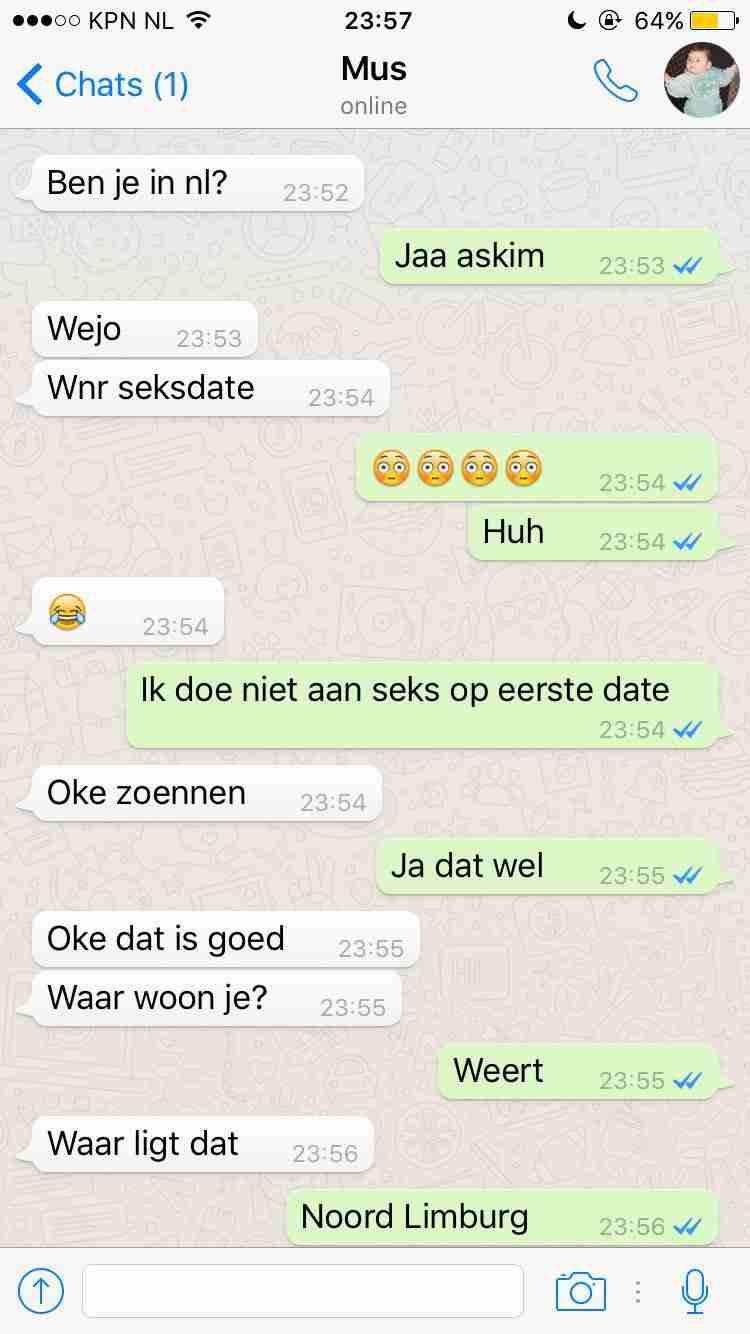 KPN NL 23:57 64%
Chats (1) Mus
online
Ben je in nl? 23:52
Jaa askim 23:53
Wejo 23:53
Wnr seksdate 23:54
😳😳😳😳 23:54
Huh 23:54
😂 23:54
Ik doe niet aan seks op eerste date
23:54
Oke zoennen 23:54
Ja dat wel 23:55
Oke dat is goed 23:55
Waar woon je? 23:55
Weert 23:55
Waar ligt dat 23:56
Noord Limburg 23:56